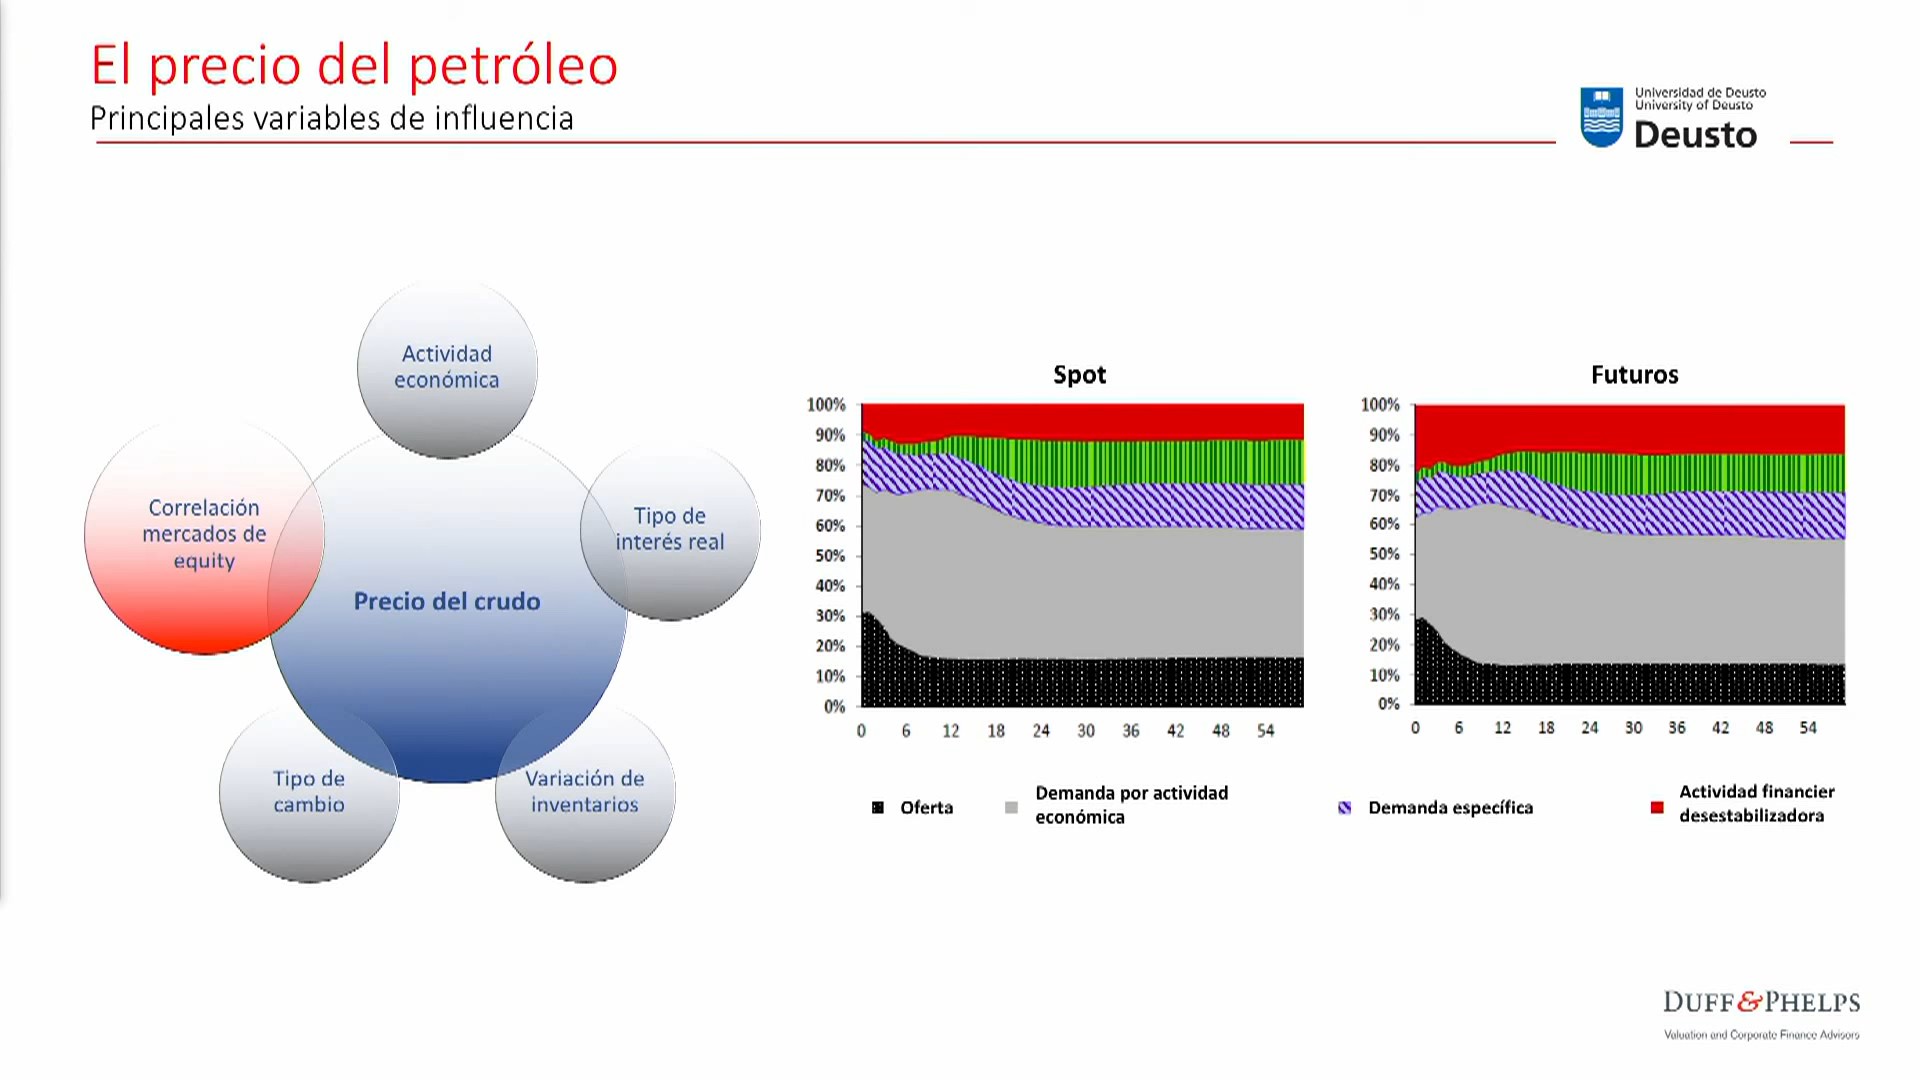 El precio del petróleo
Principales variables de influencia
Universidad de Deusto
University of Deusto
Deusto
Actividad
económica
Correlación
mercados de
equity
Tipo de
interés real
Precio del crudo
Tipo de
cambio
Variación de
inventarios
Spot
100%
90%
80%
70%
60%
50%
40%
30%
20%
10%
0%
0 6 12 18 24 30 36 42 48 54
Futuros
100%
90%
80%
70%
60%
50%
40%
30%
20%
10%
0%
0 6 12 18 24 30 36 42 48 54
Oferta
Demanda por actividad
económica
Demanda específica
Actividad financier
desestabilizadora
DUFF & PHELPS
Valuation and Corporate Finance Advisors